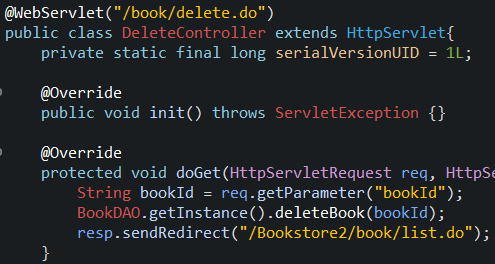 @WebServlet("/book/delete.do")
public class DeleteController extends HttpServlet{
    private static final long serialVersionUID = 1L;
    @Override
    public void init() throws ServletException {}
    @Override
    protected void doGet(HttpServletRequest req, HttpSe
        String bookId = req.getParameter("bookId");
        BookDAO.getInstance().deleteBook(bookId);
        resp.sendRedirect("/Bookstore2/book/list.do");
    }